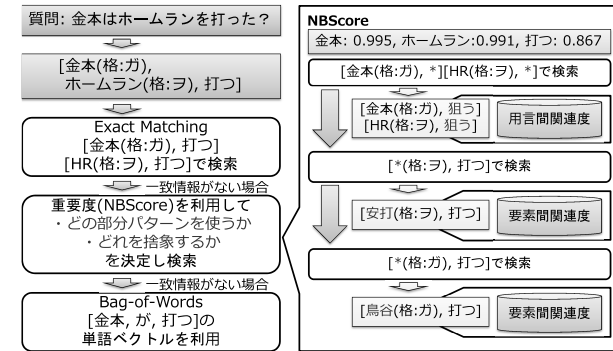 質問: 金本はホームランを打った？
[金本(格:ガ),
ホームラン(格:ヲ), 打つ]
Exact Matching
[金本(格:ガ), 打つ]
[HR(格:ヲ), 打つ]で検索
一致情報がない場合
重要度(NBScore)を利用して
・どの部分パターンを使うか
・どれを捨象するか
を決定し検索
一致情報がない場合
Bag-of-Words
[金本, が, 打つ]の
単語ベクトルを利用
NBScore
金本: 0.995, ホームラン:0.991, 打つ: 0.867
[金本(格:ガ), *][HR(格:ヲ), *]で検索
[金本(格:ガ), 狙う]
[HR(格:ヲ), 狙う]
用言間関連度
[*(格:ヲ), 打つ]で検索
[安打(格:ヲ), 打つ]
要素間関連度
[*(格:ガ), 打つ]で検索
[鳥谷(格:ガ), 打つ]
要素間関連度